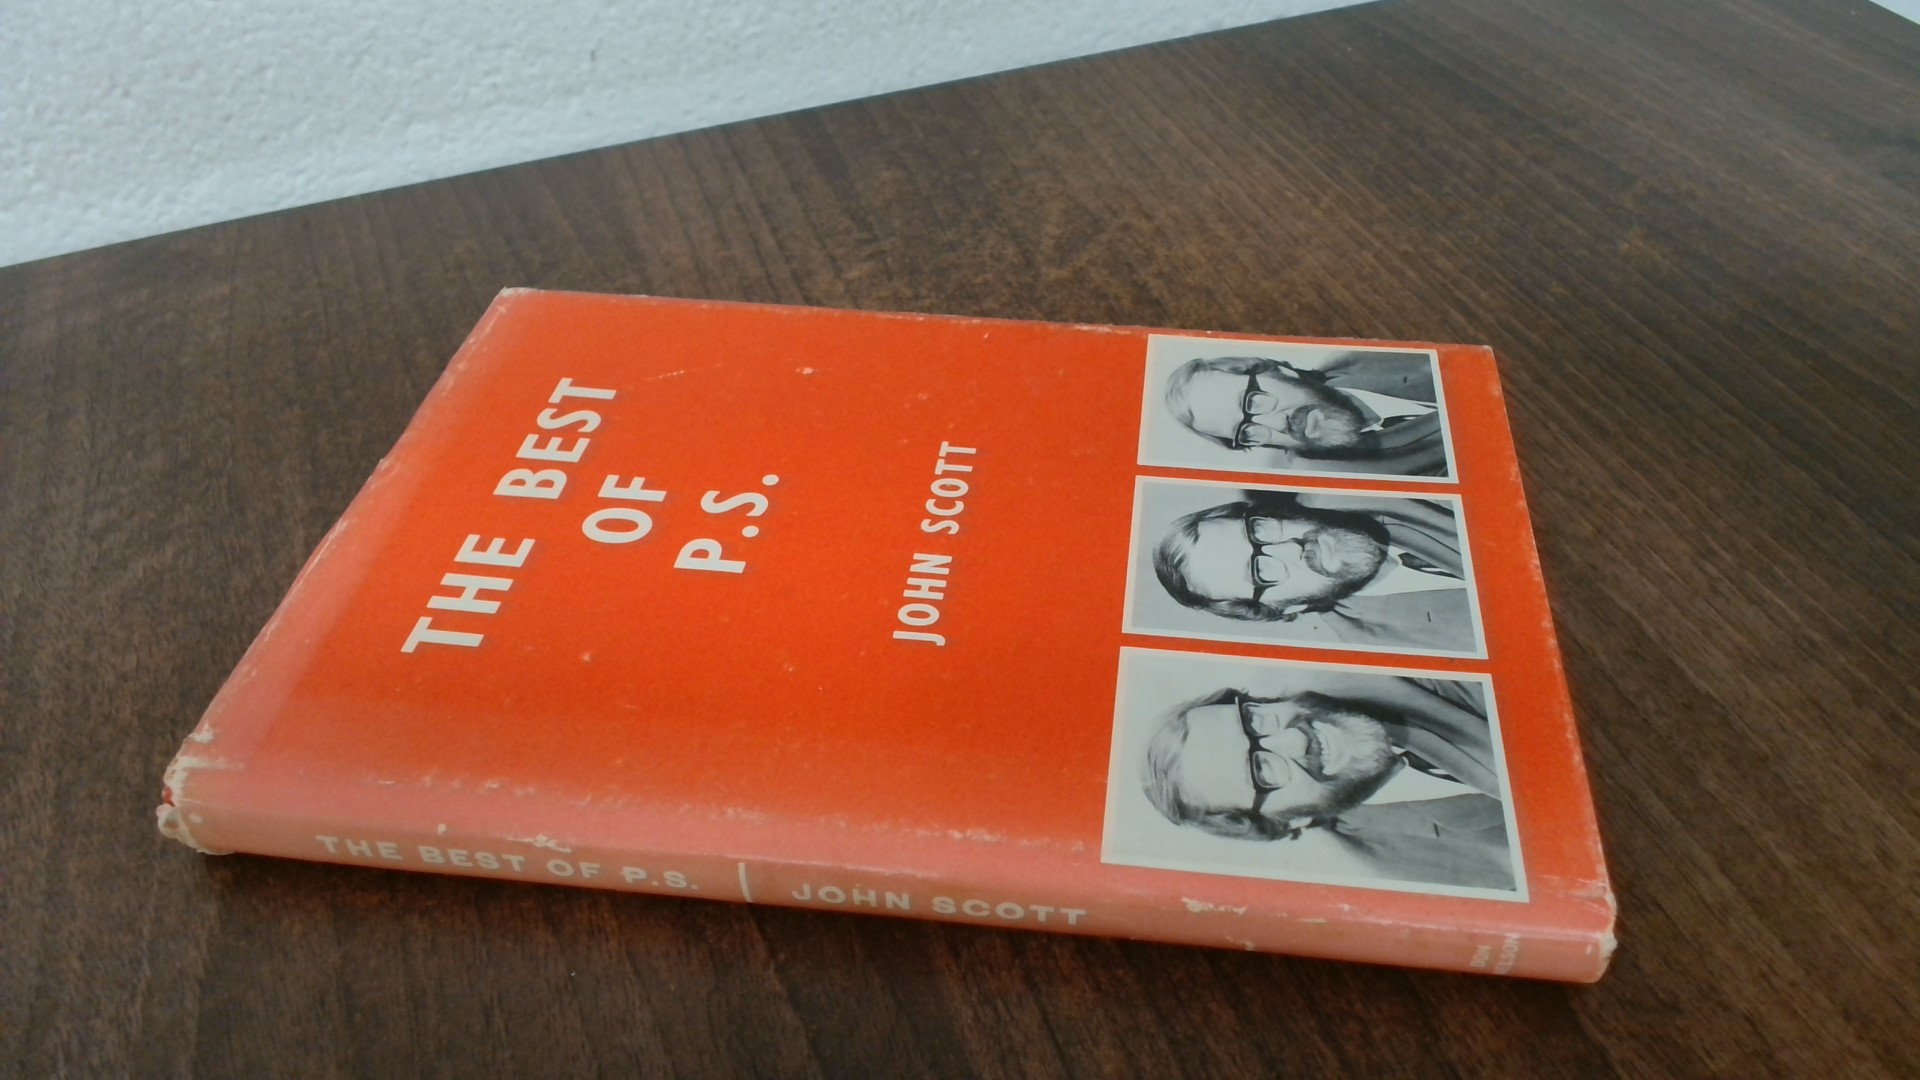 THE BEST
OF
P.S.
JOHN SCOTT
THE BEST OF P.S. | JOHN SCOTT